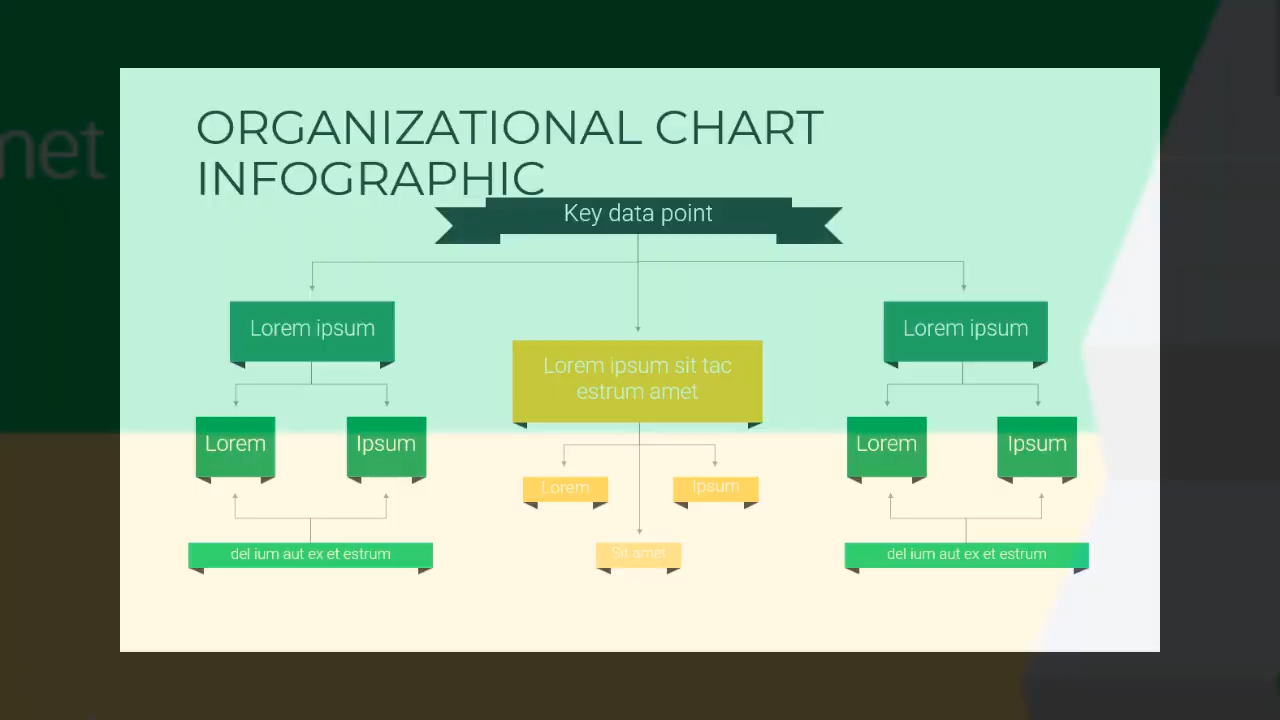 ORGANIZATIONAL CHART
INFOGRAPHIC
Key data point
Lorem ipsum
Lorem ipsum
Lorem ipsum sit tac
estrum amet
Lorem
Ipsum
Lorem
Ipsum
Lorem
Ipsum
del ium aut ex et estrum
Sit amet
del ium aut ex et estrum